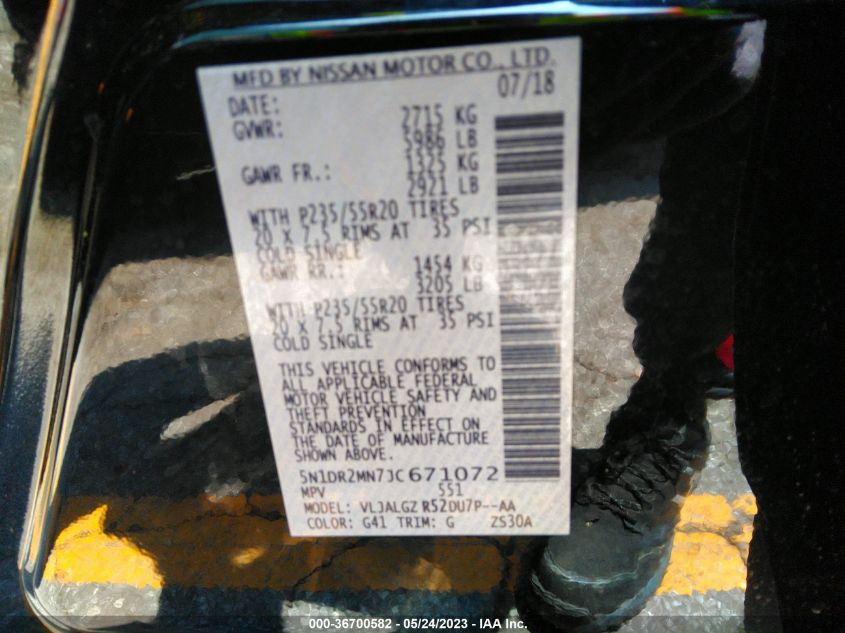 MFD BY NISSAN MOTOR CO., LTD.
DATE: 07/18
GVWR: 2715 KG
5986 LB
GAWR FR.: 1325 KG
2921 LB
WITH P235/55R20 TIRES
20 X 7.5 RIMS AT 35 PSI
COLD SINGLE
GAWR RR.: 1454 KG
3205 LB
WITH P235/55R20 TIRES
20 X 7.5 RIMS AT 35 PSI
COLD SINGLE
THIS VEHICLE CONFORMS TO
ALL APPLICABLE FEDERAL
MOTOR VEHICLE SAFETY AND
THEFT PREVENTION
STANDARDS IN EFFECT ON
THE DATE OF MANUFACTURE
SHOWN ABOVE.
5N1DR2MN7JC671072
MPV 551
MODEL: VLJALGZ R52DU7P--AA
COLOR: G41 TRIM: G ZS30A
000-36700582 - 05/24/2023 - IAA Inc.